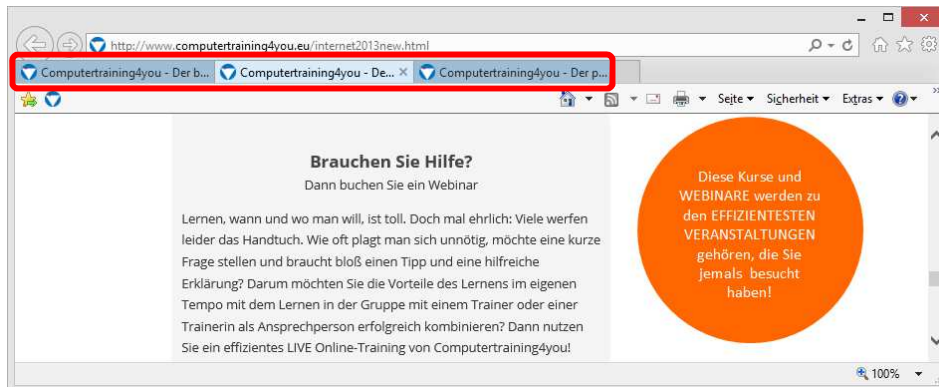 http://www.computertraining4you.eu/internet2013new.html
Computertraining4you - Der b... Computertraining4you - De... Computertraining4you - Der p...
Seite Sicherheit Extras
Brauchen Sie Hilfe?
Dann buchen Sie ein Webinar
Lernen, wann und wo man will, ist toll. Doch mal ehrlich: Viele werfen
leider das Handtuch. Wie oft plagt man sich unnötig, möchte eine kurze
Frage stellen und braucht bloß einen Tipp und eine hilfreiche
Erklärung? Darum möchten Sie die Vorteile des Lernens im eigenen
Tempo mit dem Lernen in der Gruppe mit einem Trainer oder einer
Trainerin als Ansprechperson erfolgreich kombinieren? Dann nutzen
Sie ein effizientes LIVE Online-Training von Computertraining4you!
Diese Kurse und
WEBINARE werden zu
den EFFIZIENTESTEN
VERANSTALTUNGEN
gehören, die Sie
jemals besucht
haben!
100%